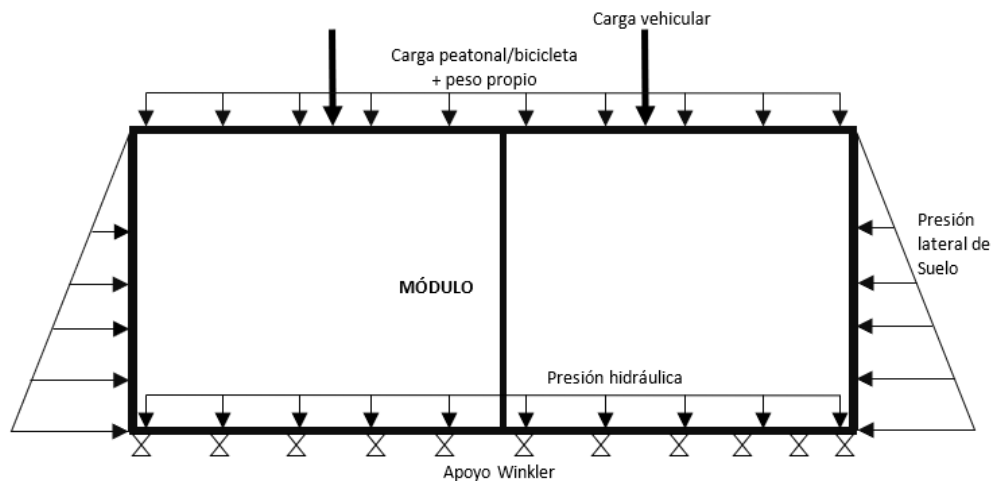 Carga vehicular
Carga peatonal/bicicleta
+ peso propio
Presión
lateral de
Suelo
MÓDULO
Presión hidráulica
Apoyo Winkler